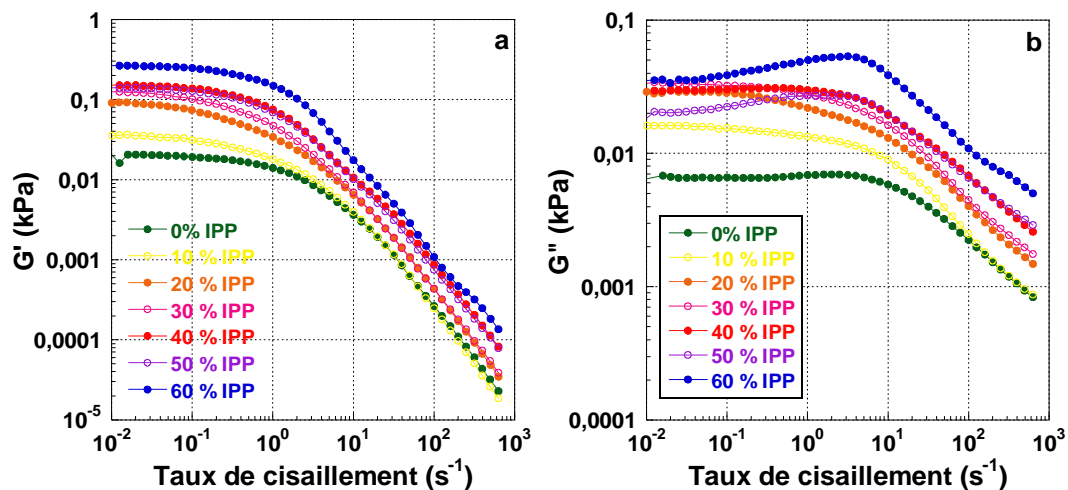 a
G' (kPa)
1
0,1
0,01
0,001
0,0001
10⁻⁵
0% IPP
10 % IPP
20 % IPP
30 % IPP
40 % IPP
50 % IPP
60 % IPP
10⁻² 10⁻¹ 10⁰ 10¹ 10² 10³
Taux de cisaillement (s⁻¹)
b
G" (kPa)
0,1
0,01
0,001
0,0001
0% IPP
10 % IPP
20 % IPP
30 % IPP
40 % IPP
50 % IPP
60 % IPP
10⁻² 10⁻¹ 10⁰ 10¹ 10² 10³
Taux de cisaillement (s⁻¹)